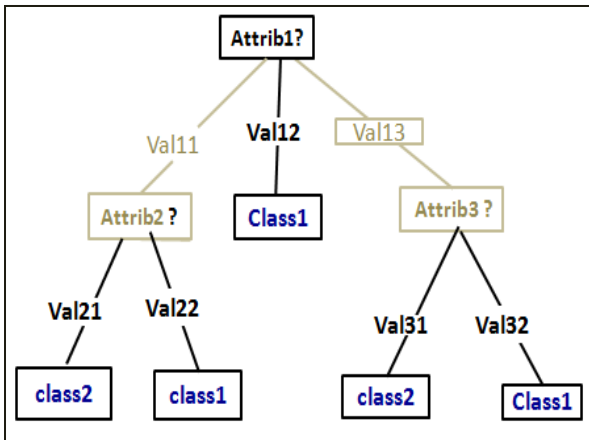 Attrib1?
Val11
Val12
Val13
Attrib2 ?
Class1
Attrib3 ?
Val21
Val22
Val31
Val32
class2
class1
class2
Class1